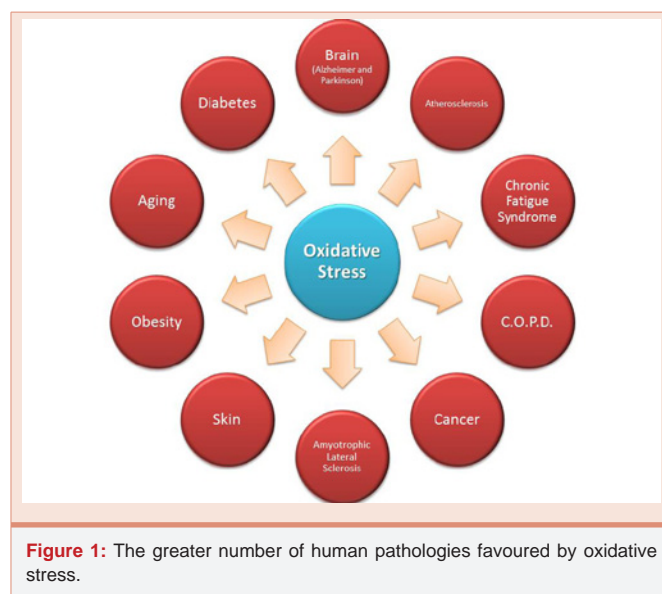 Brain
(Alzheimer and
Parkinson)
Atherosclerosis
Chronic
Fatigue
Syndrome
C.O.P.D.
Cancer
Amyotrophic
Lateral
Sclerosis
Skin
Obesity
Aging
Diabetes
Oxidative
Stress
Figure 1: The greater number of human pathologies favoured by oxidative
stress.